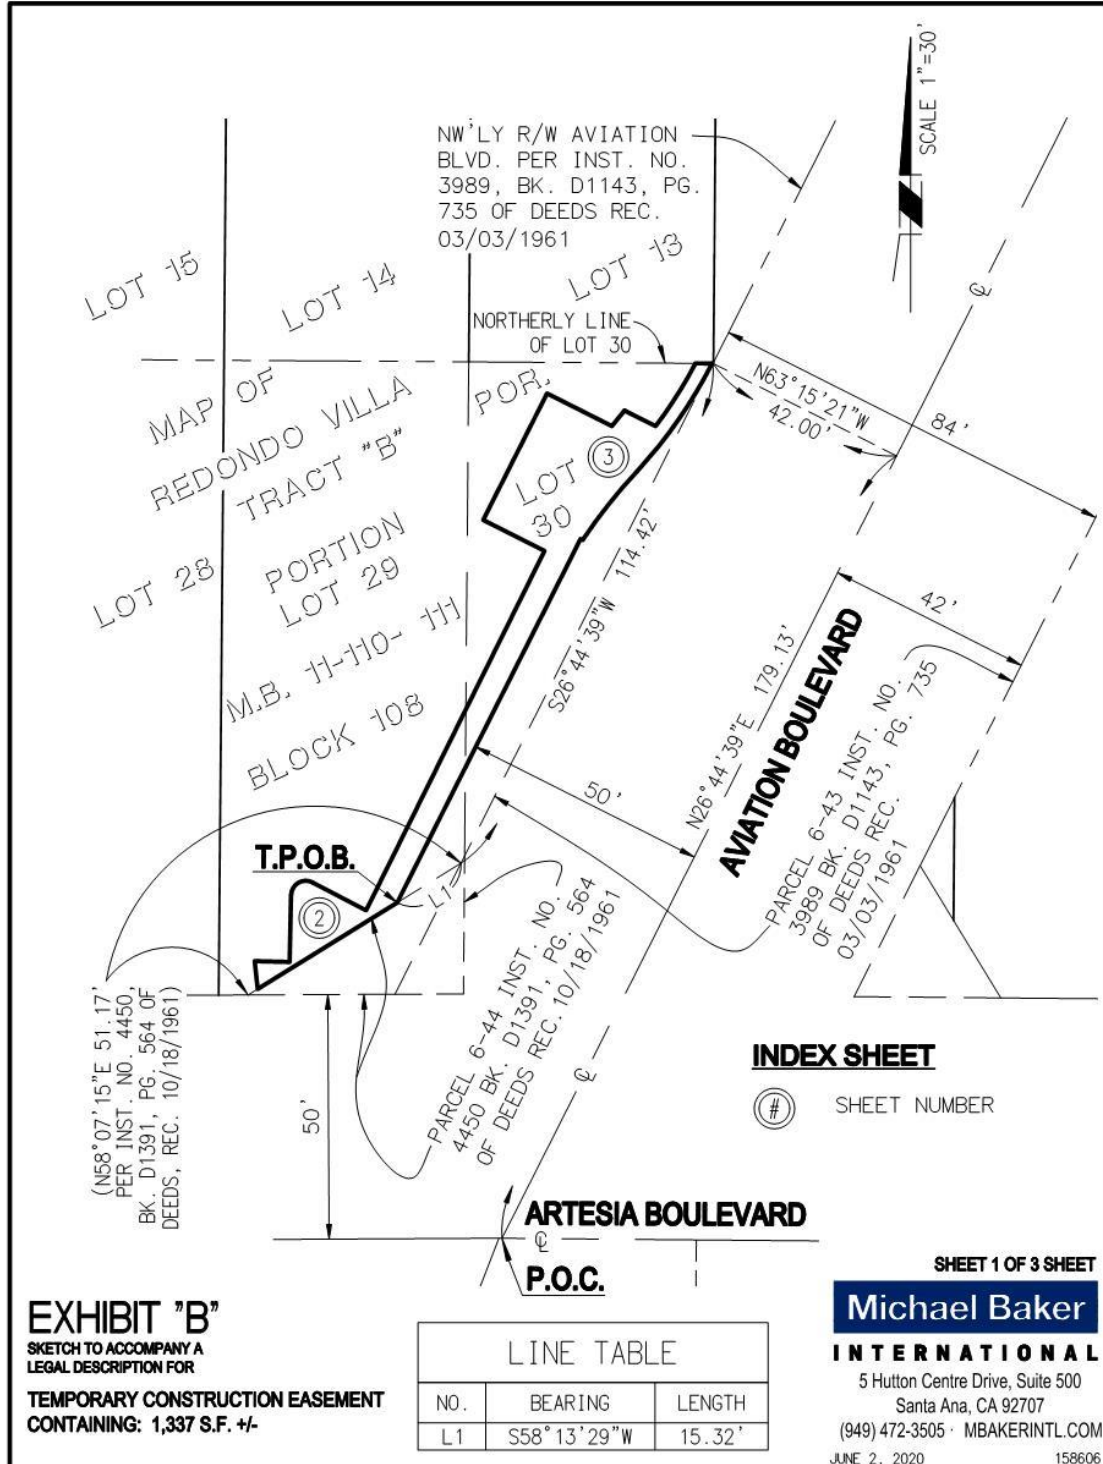 SCALE 1"=30'
NW'LY R/W AVIATION
BLVD. PER INST. NO.
3989, BK. D1143, PG.
735 OF DEEDS REC.
03/03/1961
LOT 15
LOT 14
LOT 13
NORTHERLY LINE
OF LOT 30
℄
N63°15'21"W
42.00'
84'
MAP OF
REDONDO VILLA
TRACT "B"
POR.
LOT
30
3
PORTION
LOT 29
LOT 28
M.B. 11-110- 111
BLOCK 108
S26°44'39"W 114.42'
42'
N26°44'39"E 179.13'
AVIATION BOULEVARD
PARCEL 6-43 INST. NO.
3989 BK. D1143, PG. 735
OF DEEDS REC.
03/03/1961
50'
T.P.O.B.
L1
2
PARCEL 6-44 INST. NO.
4450 BK. D1391, PG. 564
OF DEEDS REC. 10/18/1961
(N58°07'15"E 51.17'
PER INST. NO. 4450,
BK. D1391, PG. 564 OF
DEEDS, REC. 10/18/1961)
50'
℄
INDEX SHEET
# SHEET NUMBER
ARTESIA BOULEVARD
℄
P.O.C.
SHEET 1 OF 3 SHEET
EXHIBIT "B"
SKETCH TO ACCOMPANY A
LEGAL DESCRIPTION FOR
TEMPORARY CONSTRUCTION EASEMENT
CONTAINING: 1,337 S.F. +/-
LINE TABLE
NO. BEARING LENGTH
L1 S58°13'29"W 15.32'
Michael Baker
INTERNATIONAL
5 Hutton Centre Drive, Suite 500
Santa Ana, CA 92707
(949) 472-3505 · MBAKERINTL.COM
JUNE 2, 2020 158606